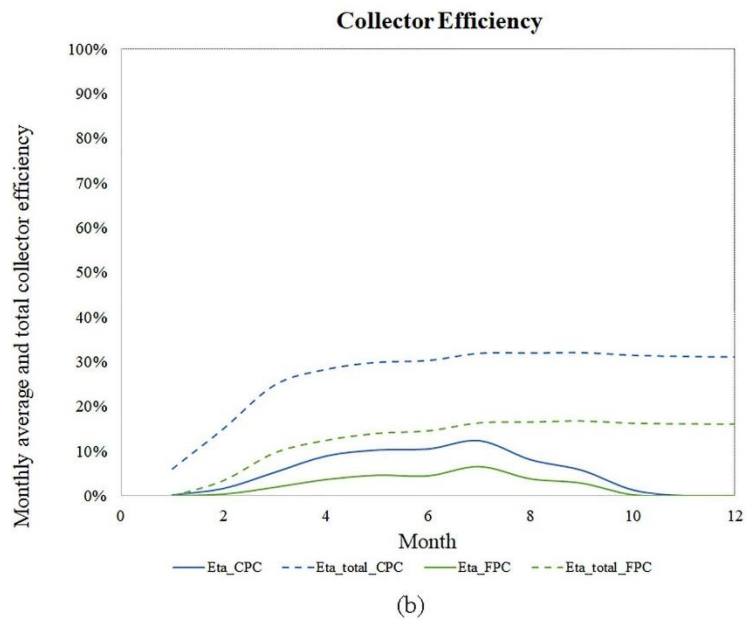 Collector Efficiency
Monthly average and total collector efficiency
100%
90%
80%
70%
60%
50%
40%
30%
20%
10%
0%
0 2 4 6 8 10 12
Month
Eta_CPC Eta_total_CPC Eta_FPC Eta_total_FPC
(b)